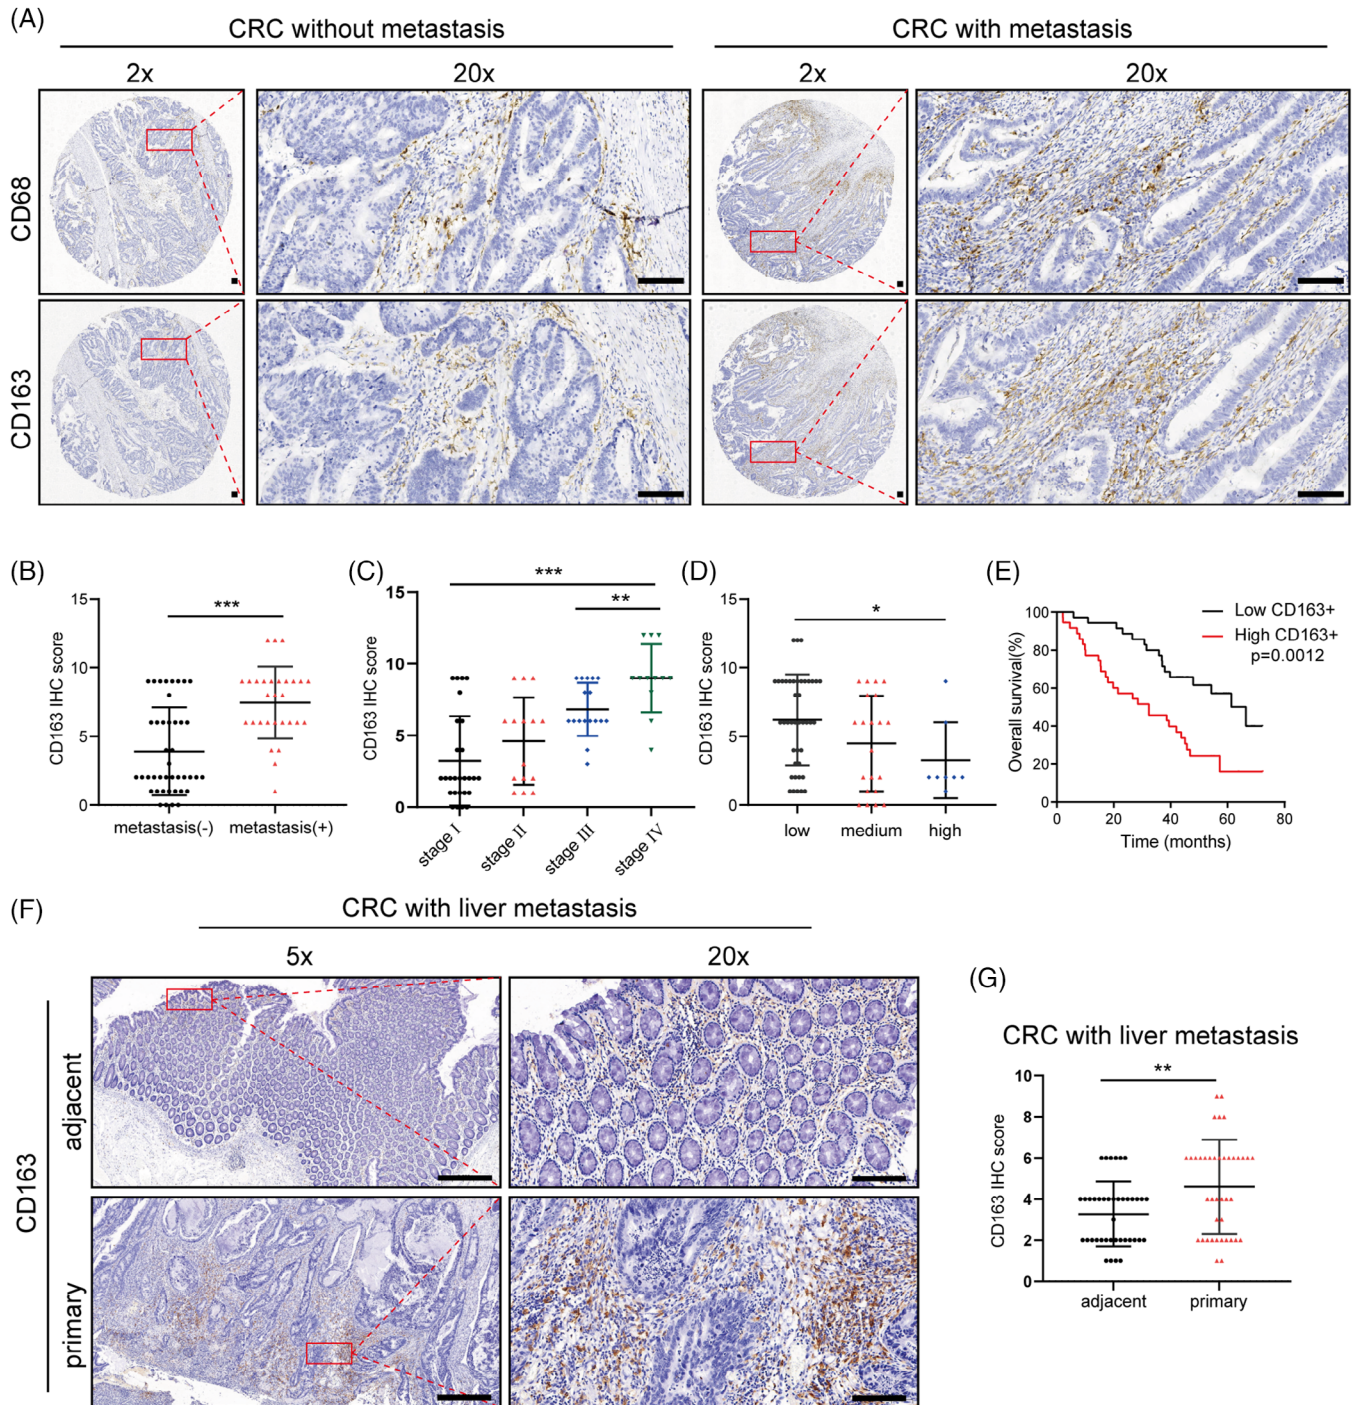 (A)
CRC without metastasis
CRC with metastasis
2x
20x
2x
20x
CD68
CD163
(B)
15
10
5
0
CD163 IHC score
***
metastasis(-)
metastasis(+)
(C)
15
10
5
0
CD163 IHC score
***
**
stage I
stage II
stage III
stage IV
(D)
15
10
5
0
CD163 IHC score
*
low
medium
high
(E)
100
80
60
40
20
0
Overall survival(%)
Low CD163+
High CD163+
p=0.0012
0
20
40
60
80
Time (months)
(F)
CRC with liver metastasis
5x
20x
CD163
adjacent
primary
(G)
CRC with liver metastasis
10
8
6
4
2
0
CD163 IHC score
**
adjacent
primary